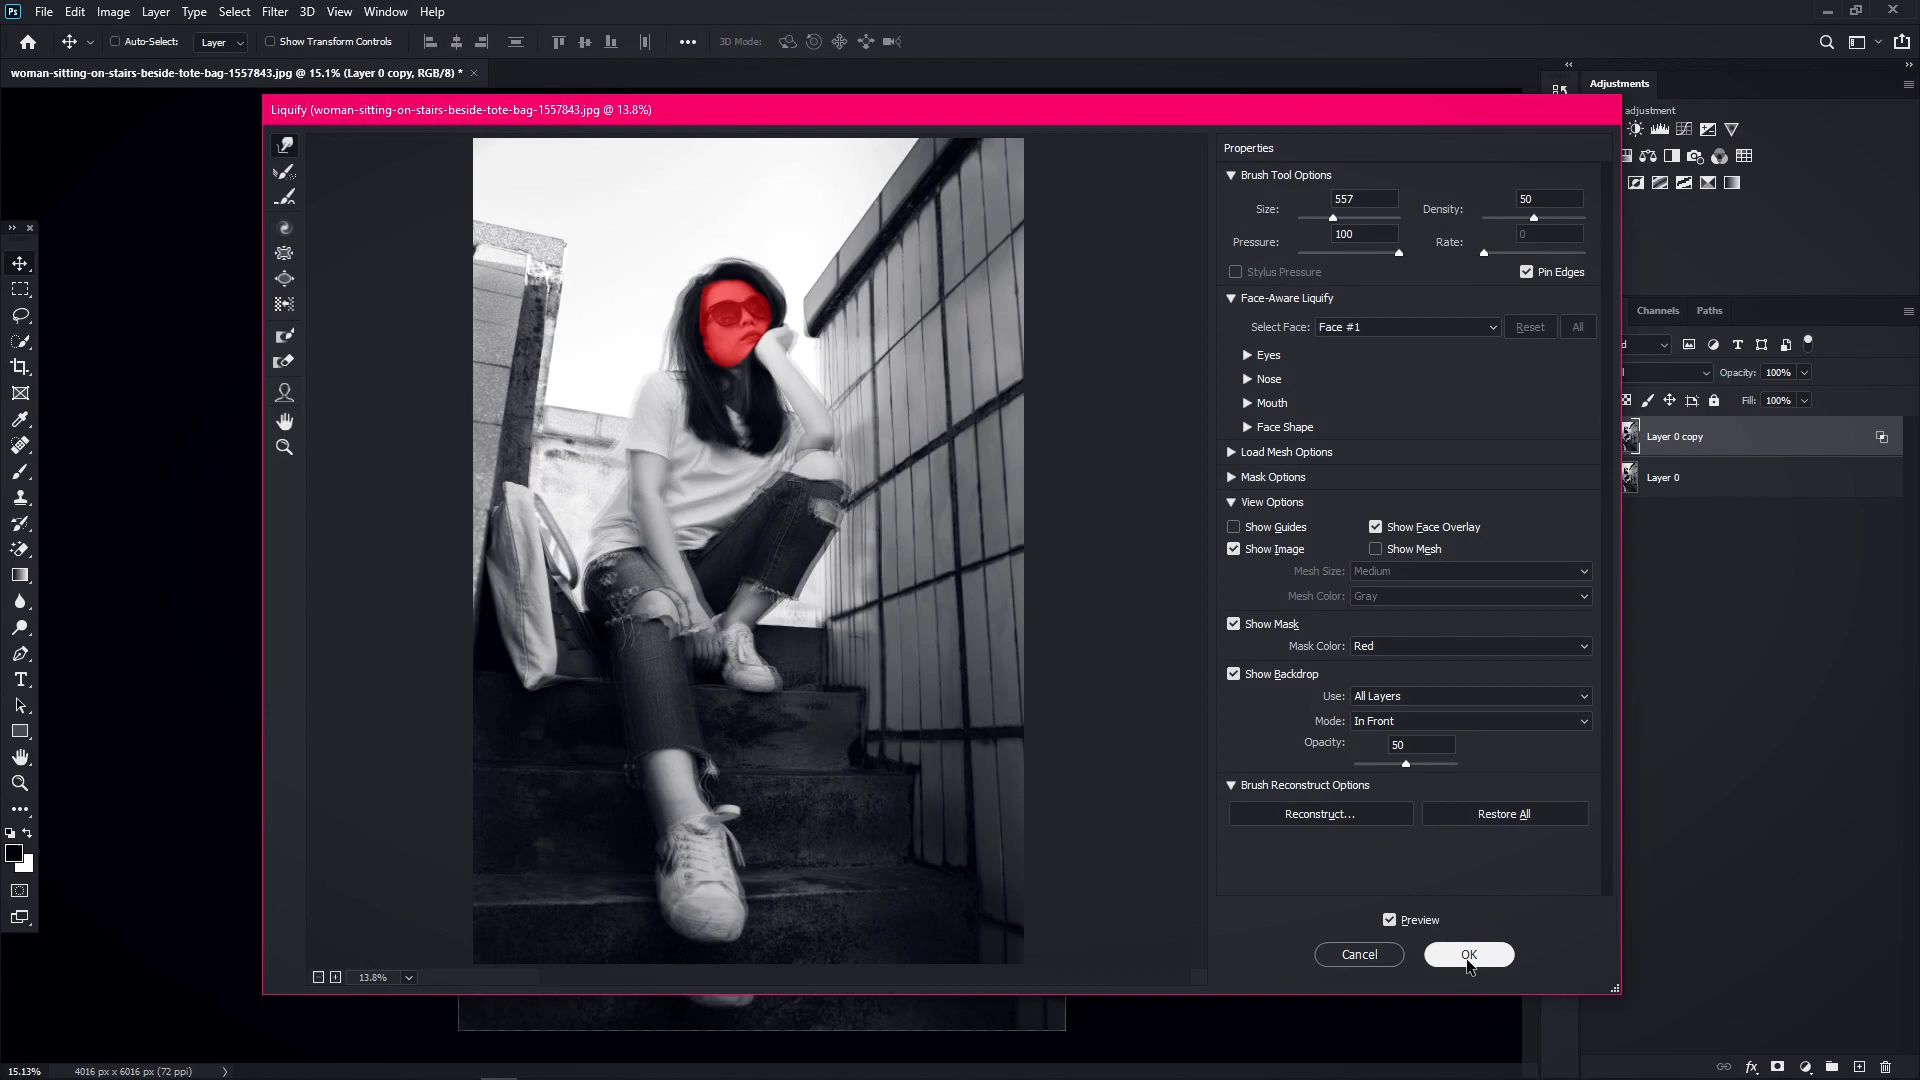 Ps File Edit Image Layer Type Select Filter 3D View Window Help
Auto-Select: Layer Show Transform Controls 3D Mode:
woman-sitting-on-stairs-beside-tote-bag-1557843.jpg @ 15.1% (Layer 0 copy, RGB/8) *
Liquify (woman-sitting-on-stairs-beside-tote-bag-1557843.jpg @ 13.8%)
Properties
Brush Tool Options
Size: 557 Density: 50
Pressure: 100 Rate: 0
Stylus Pressure Pin Edges
Face-Aware Liquify
Select Face: Face #1 Reset All
Eyes
Nose
Mouth
Face Shape
Load Mesh Options
Mask Options
View Options
Show Guides Show Face Overlay
Show Image Show Mesh
Mesh Size: Medium
Mesh Color: Gray
Show Mask
Mask Color: Red
Show Backdrop
Use: All Layers
Mode: In Front
Opacity: 50
Brush Reconstruct Options
Reconstruct... Restore All
Preview
Cancel OK
13.8%
Adjustments
adjustment
Channels Paths
Opacity: 100%
Fill: 100%
Layer 0 copy
Layer 0
fx
15.13% 4016 px x 6016 px (72 ppi)